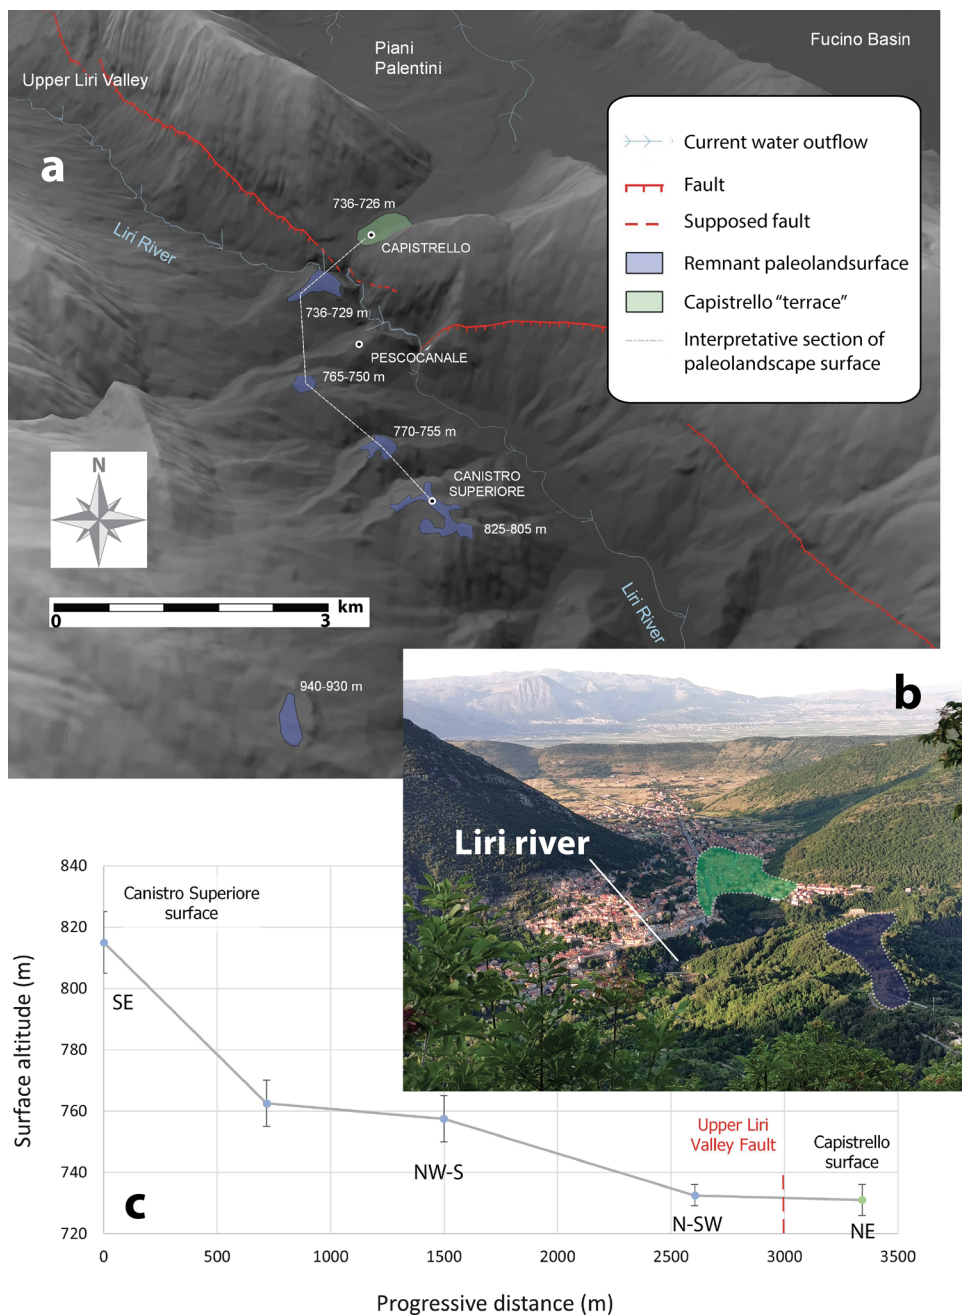 Piani
Palentini
Fucino Basin
Upper Liri Valley
a
Current water outflow
Fault
Supposed fault
Remnant paleolandsurface
Capistrello “terrace”
Interpretative section of
paleolandscape surface
736-726 m
CAPISTRELLO
Liri River
736-729 m
PESCOCANALE
765-750 m
770-755 m
CANISTRO
SUPERIORE
825-805 m
N
km
0
3
Liri River
940-930 m
b
Liri river
840
820
800
780
760
740
720
Surface altitude (m)
Canistro Superiore
surface
SE
NW-S
N-SW
Upper Liri
Valley Fault
Capistrello
surface
NE
c
0
500
1000
1500
2000
2500
3000
3500
Progressive distance (m)